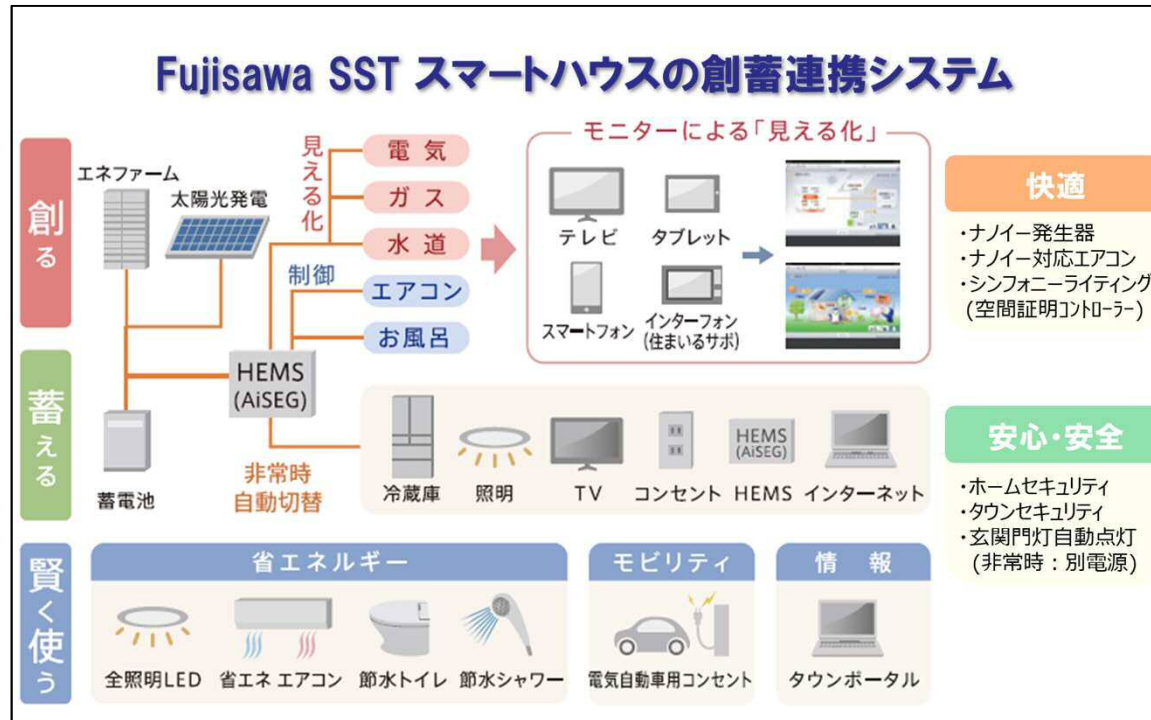 Fujisawa SST スマートハウスの創蓄連携システム
創る
エネファーム
太陽光発電
見える化
電気
ガス
水道
制御
エアコン
お風呂
モニターによる「見える化」
テレビ
タブレット
スマートフォン
インターフォン
(住まいるサポ)
快適
・ナノイー発生器
・ナノイー対応エアコン
・シンフォニーライティング
(空間証明コントローラー)
蓄える
HEMS
(AiSEG)
蓄電池
非常時
自動切替
冷蔵庫
照明
TV
コンセント
HEMS
(AiSEG)
HEMS
インターネット
安心・安全
・ホームセキュリティ
・タウンセキュリティ
・玄関門灯自動点灯
(非常時：別電源)
賢く使う
省エネルギー
全照明LED
省エネ エアコン
節水トイレ
節水シャワー
モビリティ
電気自動車用コンセント
情報
タウンポータル